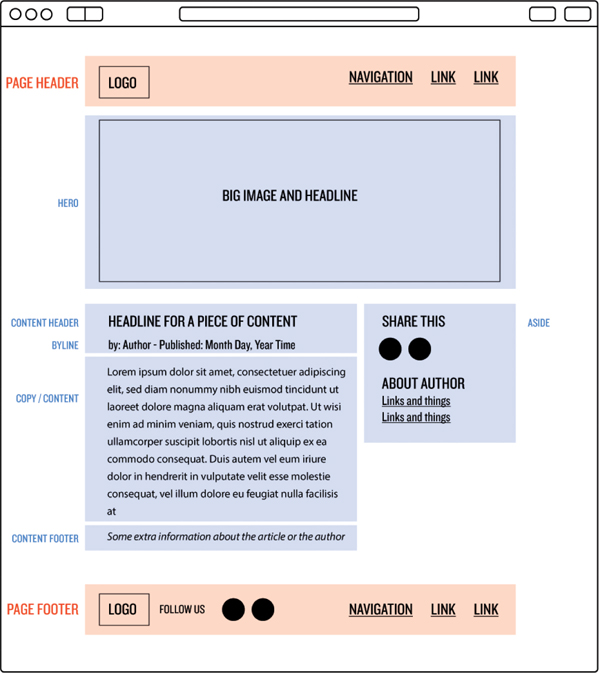 PAGE HEADER
LOGO
NAVIGATION LINK LINK
HERO
BIG IMAGE AND HEADLINE
CONTENT HEADER
HEADLINE FOR A PIECE OF CONTENT
BYLINE
by: Author - Published: Month Day, Year Time
COPY / CONTENT
Lorem ipsum dolor sit amet, consectetuer adipiscing
elit, sed diam nonummy nibh euismod tincidunt ut
laoreet dolore magna aliquam erat volutpat. Ut wisi
enim ad minim veniam, quis nostrud exerci tation
ullamcorper suscipit lobortis nisl ut aliquip ex ea
commodo consequat. Duis autem vel eum iriure
dolor in hendrerit in vulputate velit esse molestie
consequat, vel illum dolore eu feugiat nulla facilisis
at
CONTENT FOOTER
Some extra information about the article or the author
SHARE THIS
ABOUT AUTHOR
Links and things
Links and things
ASIDE
PAGE FOOTER
LOGO
FOLLOW US
NAVIGATION LINK LINK